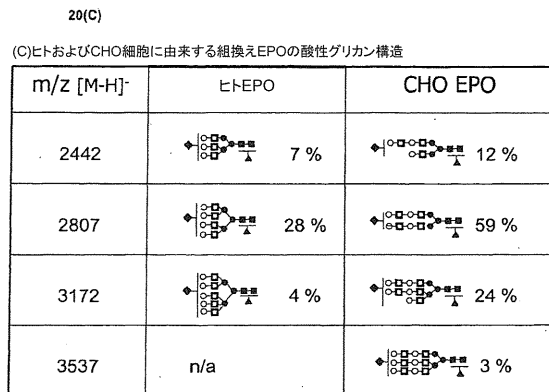 20(C)
(C)ヒトおよびCHO細胞に由来する組換えEPOの酸性グリカン構造
m/z [M-H]- ヒトEPO CHO EPO
2442 7 % 12 %
2807 28 % 59 %
3172 4 % 24 %
3537 n/a 3 %